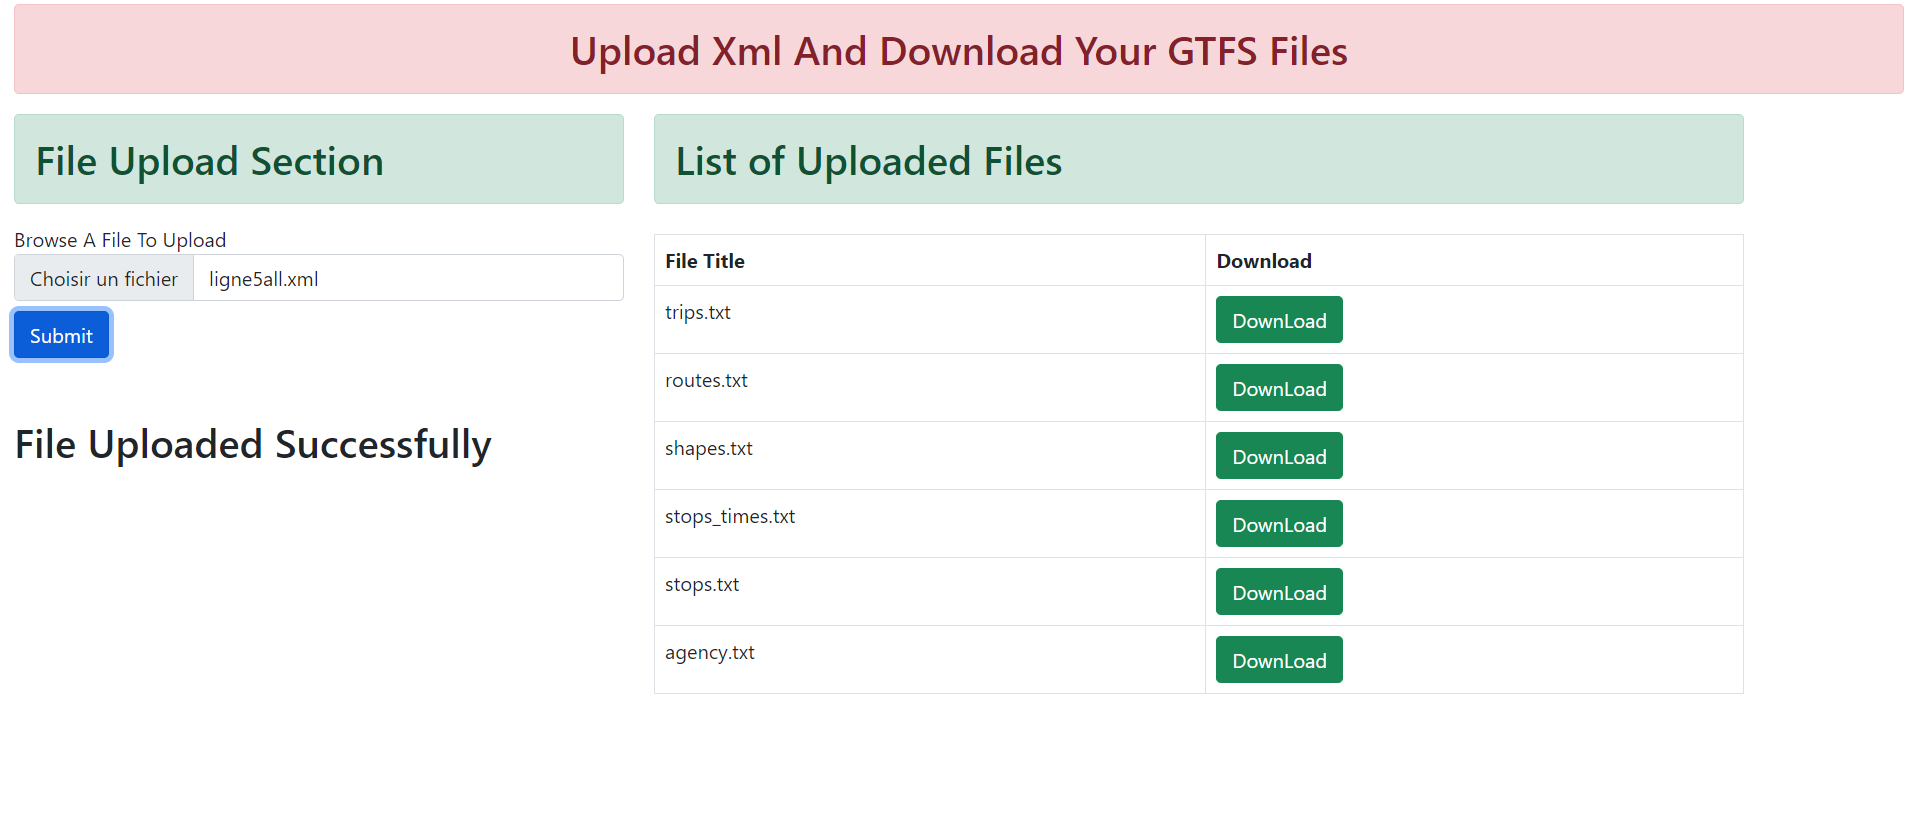 Upload Xml And Download Your GTFS Files
File Upload Section
Browse A File To Upload
Choisir un fichier ligne5all.xml
Submit
File Uploaded Successfully
List of Uploaded Files
File Title Download
trips.txt DownLoad
routes.txt DownLoad
shapes.txt DownLoad
stops_times.txt DownLoad
stops.txt DownLoad
agency.txt DownLoad